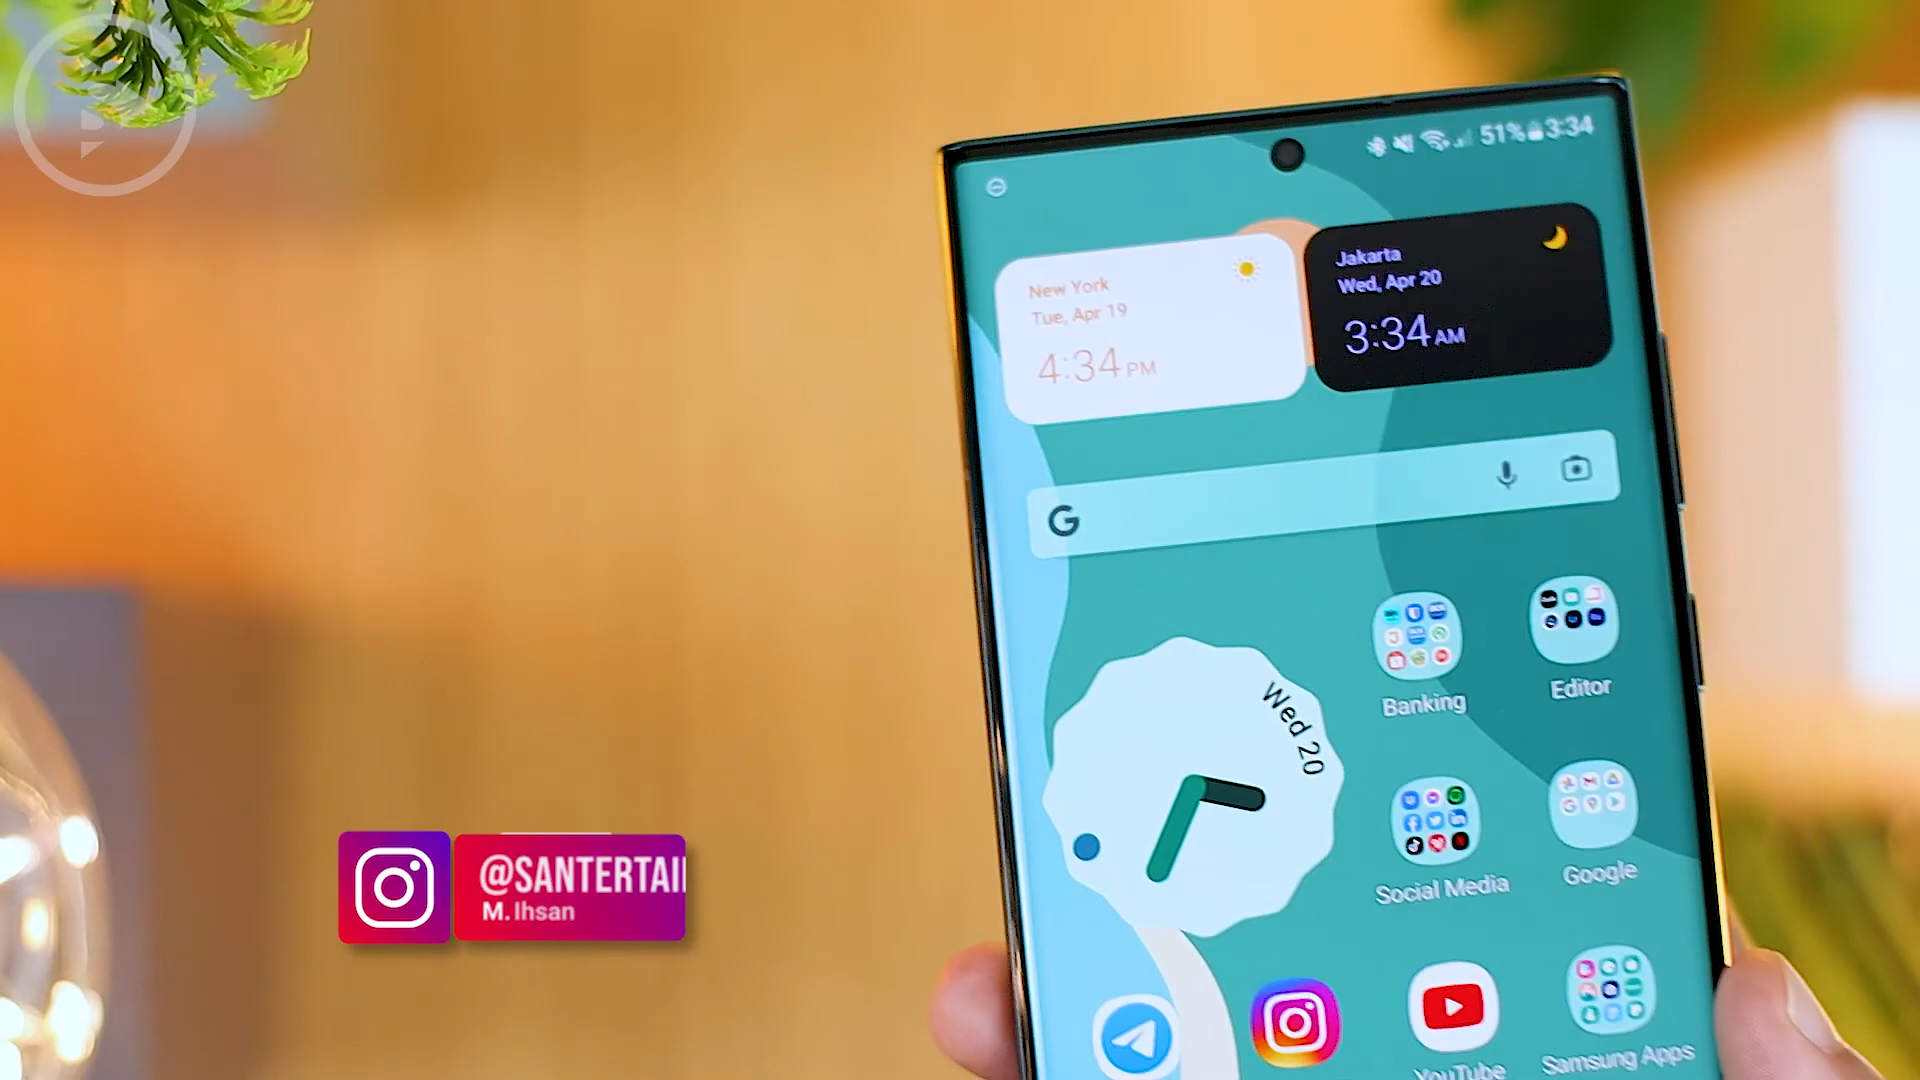 51% 3:34
New York
Tue, Apr 19
4:34 PM
Jakarta
Wed, Apr 20
3:34 AM
G
Wed 20
Banking
Editor
Social Media
Google
YouTube
Samsung Apps
@SANTERTAI
M. Ihsan